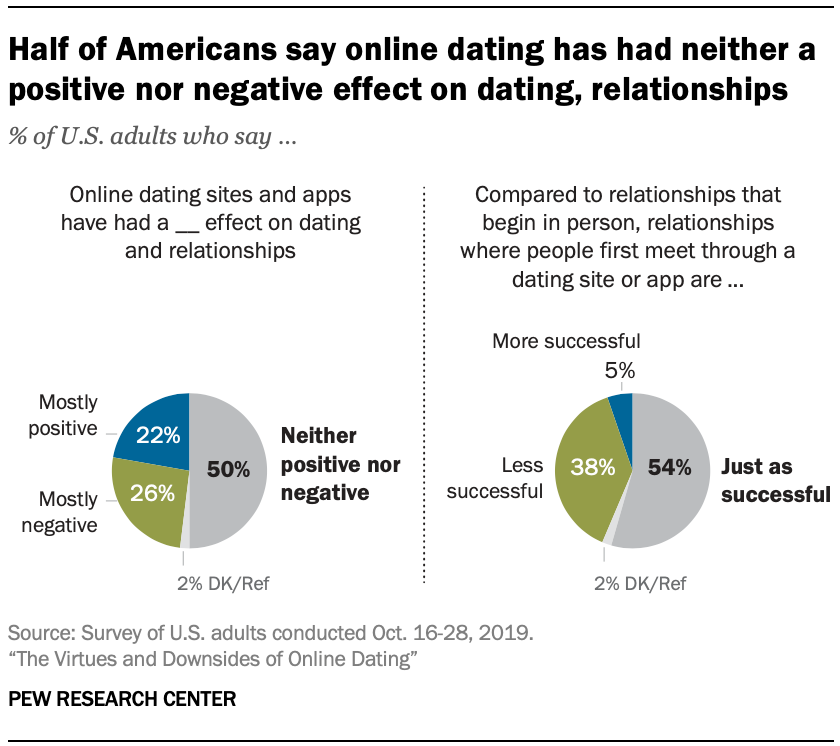 Half of Americans say online dating has had neither a
positive nor negative effect on dating, relationships
% of U.S. adults who say ...
Online dating sites and apps
have had a __ effect on dating
and relationships
Mostly
positive
22%
Mostly
negative
26%
50%
Neither
positive nor
negative
2% DK/Ref
Compared to relationships that
begin in person, relationships
where people first meet through a
dating site or app are ...
More successful
5%
Less
successful
38%
54%
Just as
successful
2% DK/Ref
Source: Survey of U.S. adults conducted Oct. 16-28, 2019.
“The Virtues and Downsides of Online Dating”
PEW RESEARCH CENTER